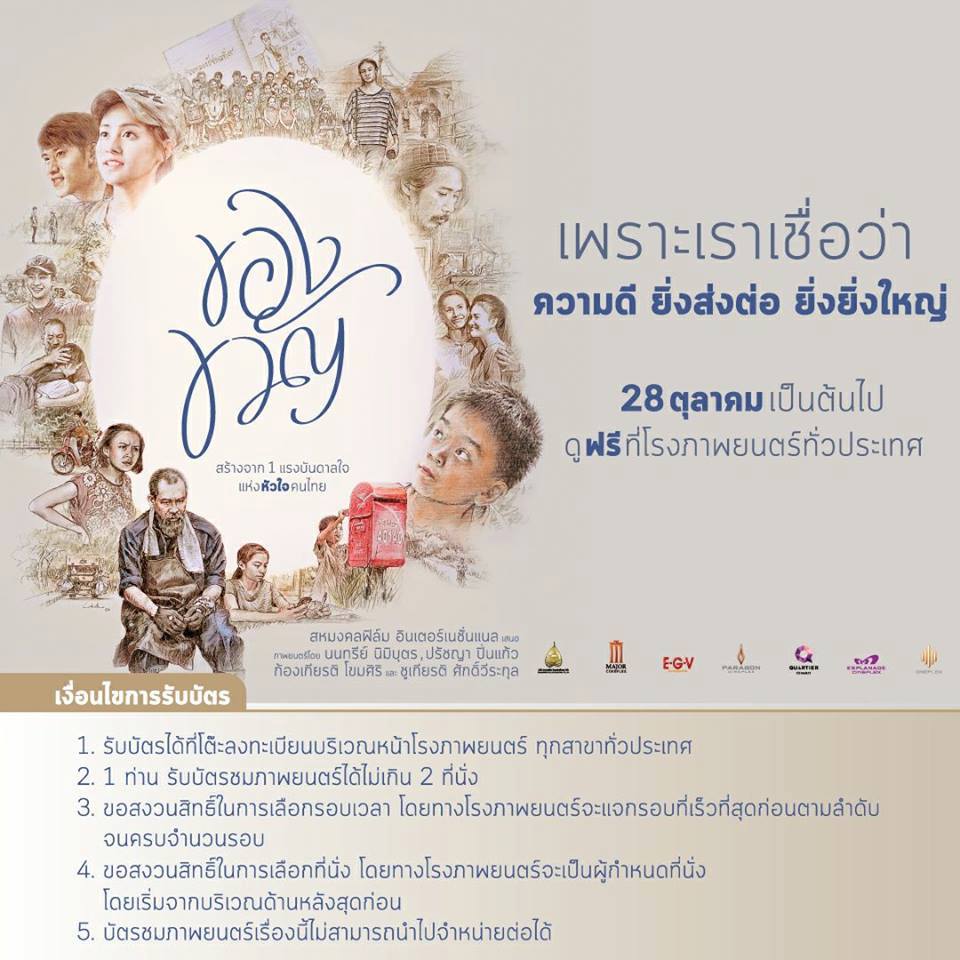 ของ
ขวัญ
สร้างจาก 1 แรงบันดาลใจ
แห่งหัวใจคนไทย
40140
เพราะเราเชื่อว่า
ความดี ยิ่งส่งต่อ ยิ่งยิ่งใหญ่
28 ตุลาคม เป็นต้นไป
ดูฟรีที่โรงภาพยนตร์ทั่วประเทศ
สหมงคลฟิล์ม อินเตอร์เนชั่นแนล เสนอ
ภาพยนตร์โดย นนทรีย์ นิมิบุตร, ปรัชญา ปิ่นแก้ว
ก้องเกียรติ โขมศิริ และ ชูเกียรติ ศักดิ์วีระกุล
MAJOR CINEPLEX
E·G·V
PARAGON CINEPLEX
QUARTIER CINEART
ESPLANADE CINEPLEX
ICINEPLEX
เงื่อนไขการรับบัตร
1. รับบัตรได้ที่โต๊ะลงทะเบียนบริเวณหน้าโรงภาพยนตร์ ทุกสาขาทั่วประเทศ
2. 1 ท่าน รับบัตรชมภาพยนตร์ได้ไม่เกิน 2 ที่นั่ง
3. ขอสงวนสิทธิ์ในการเลือกรอบเวลา โดยทางโรงภาพยนตร์จะแจกรอบที่เร็วที่สุดก่อนตามลำดับ
จนครบจำนวนรอบ
4. ขอสงวนสิทธิ์ในการเลือกที่นั่ง โดยทางโรงภาพยนตร์จะเป็นผู้กำหนดที่นั่ง
โดยเริ่มจากบริเวณด้านหลังสุดก่อน
5. บัตรชมภาพยนตร์เรื่องนี้ไม่สามารถนำไปจำหน่ายต่อได้